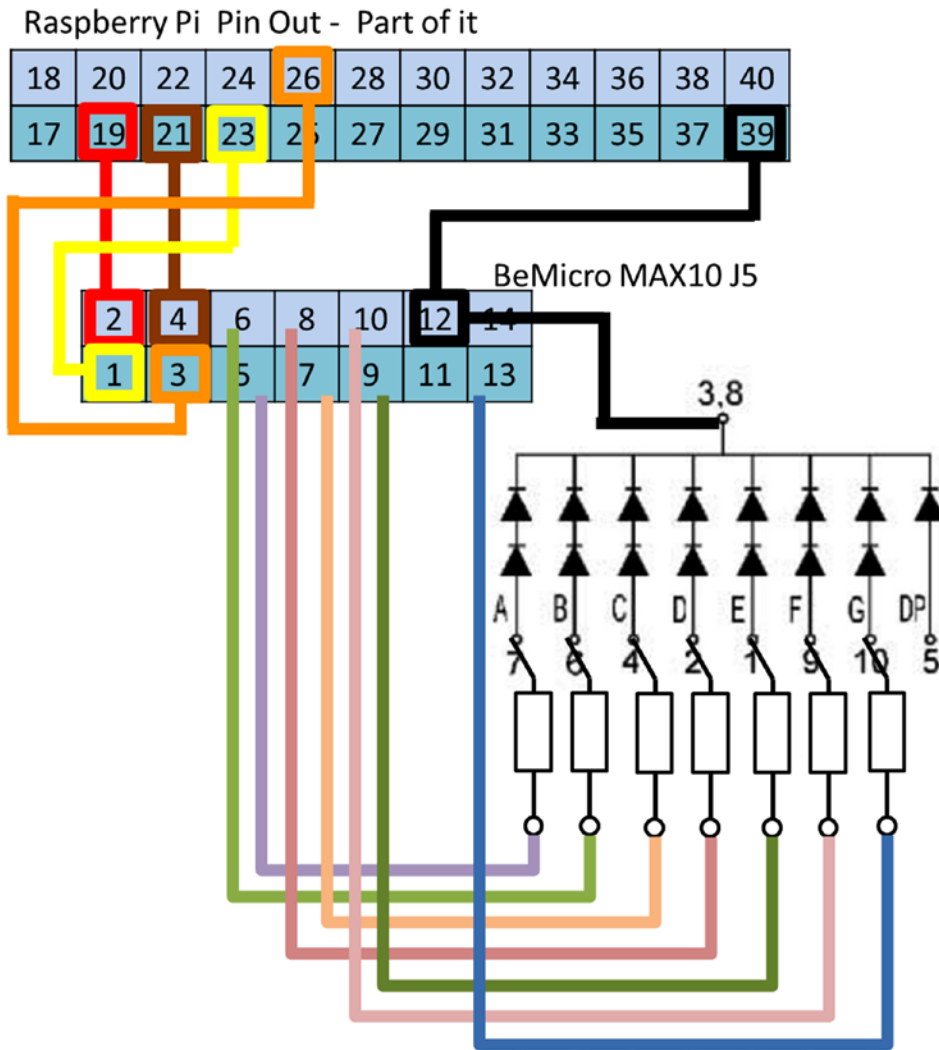 Raspberry Pi Pin Out - Part of it
18 20 22 24 26 28 30 32 34 36 38 40
17 19 21 23 25 27 29 31 33 35 37 39
BeMicro MAX10 J5
2 4 6 8 10 12 14
1 3 5 7 9 11 13
3,8
A B C D E F G DP
7 6 4 2 1 9 10 5